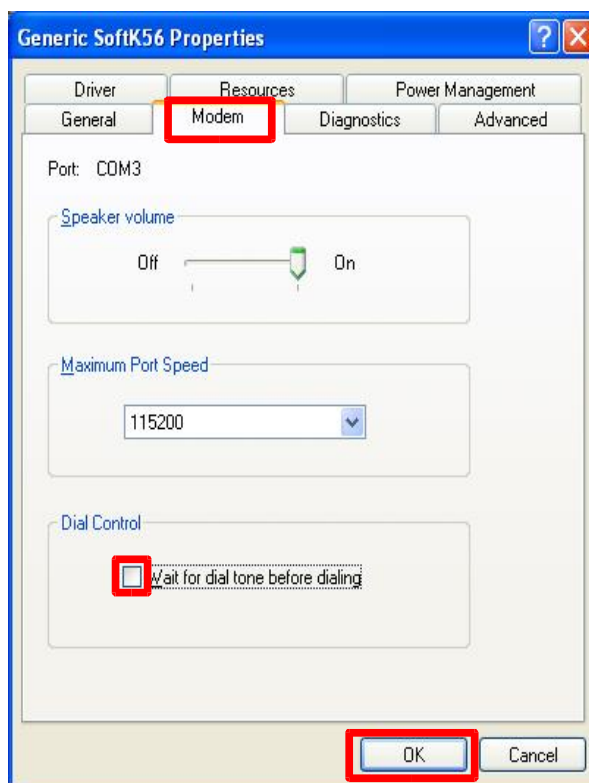 Generic SoftK56 Properties
Driver Resources Power Management
General Modem Diagnostics Advanced
Port: COM3
Speaker volume
Off On
Maximum Port Speed
115200
Dial Control
Wait for dial tone before dialing
OK Cancel